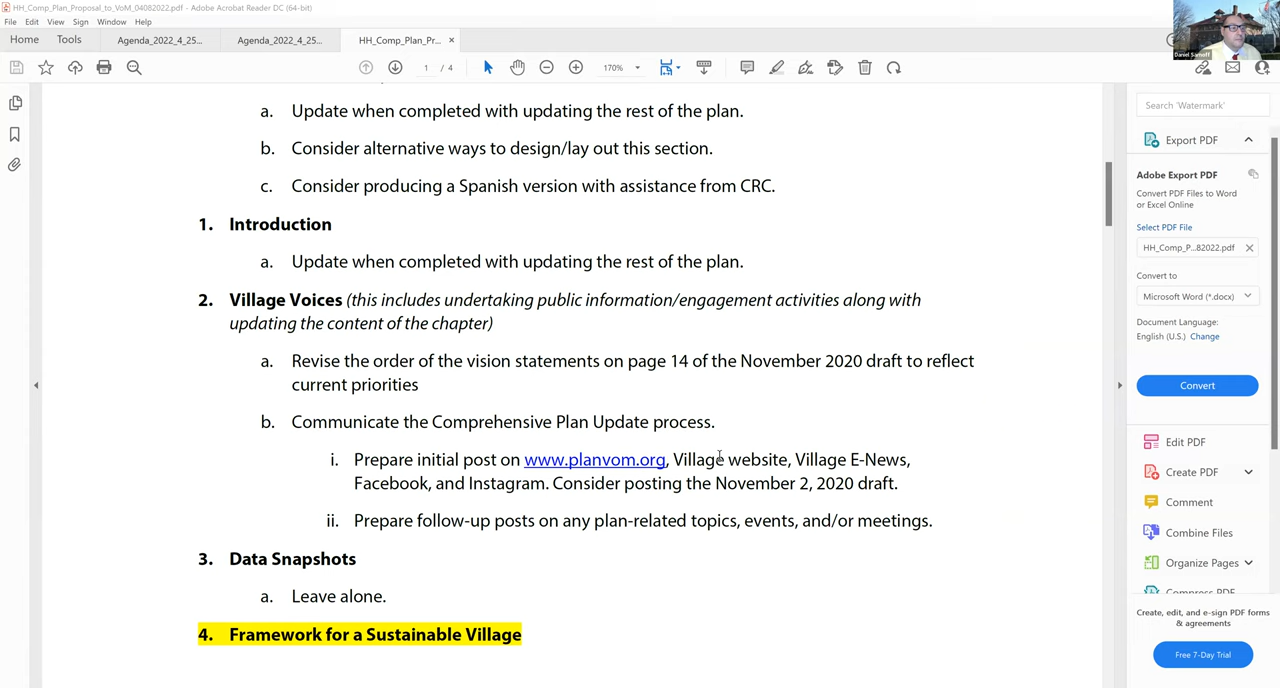 HH_Comp_Plan_Proposal_to_VoM_04082022.pdf - Adobe Acrobat Reader DC (64-bit)
File Edit View Sign Window Help
Home Tools Agenda_2022_4_25... Agenda_2022_4_25... HH_Comp_Plan_Pr... ×
1 / 4 170%
Daniel Sarnoff
Search 'Watermark'
a. Update when completed with updating the rest of the plan.
b. Consider alternative ways to design/lay out this section.
c. Consider producing a Spanish version with assistance from CRC.
1. Introduction
a. Update when completed with updating the rest of the plan.
2. Village Voices (this includes undertaking public information/engagement activities along with
updating the content of the chapter)
a. Revise the order of the vision statements on page 14 of the November 2020 draft to reflect
current priorities
b. Communicate the Comprehensive Plan Update process.
i. Prepare initial post on www.planvom.org, Village website, Village E-News,
Facebook, and Instagram. Consider posting the November 2, 2020 draft.
ii. Prepare follow-up posts on any plan-related topics, events, and/or meetings.
3. Data Snapshots
a. Leave alone.
4. Framework for a Sustainable Village
Export PDF
Adobe Export PDF
Convert PDF Files to Word
or Excel Online
Select PDF File
HH_Comp_P...82022.pdf
Convert to
Microsoft Word (*.docx)
Document Language:
English (U.S.) Change
Convert
Edit PDF
Create PDF
Comment
Combine Files
Organize Pages
Compress PDF
Create, edit, and e-sign PDF forms
& agreements
Free 7-Day Trial